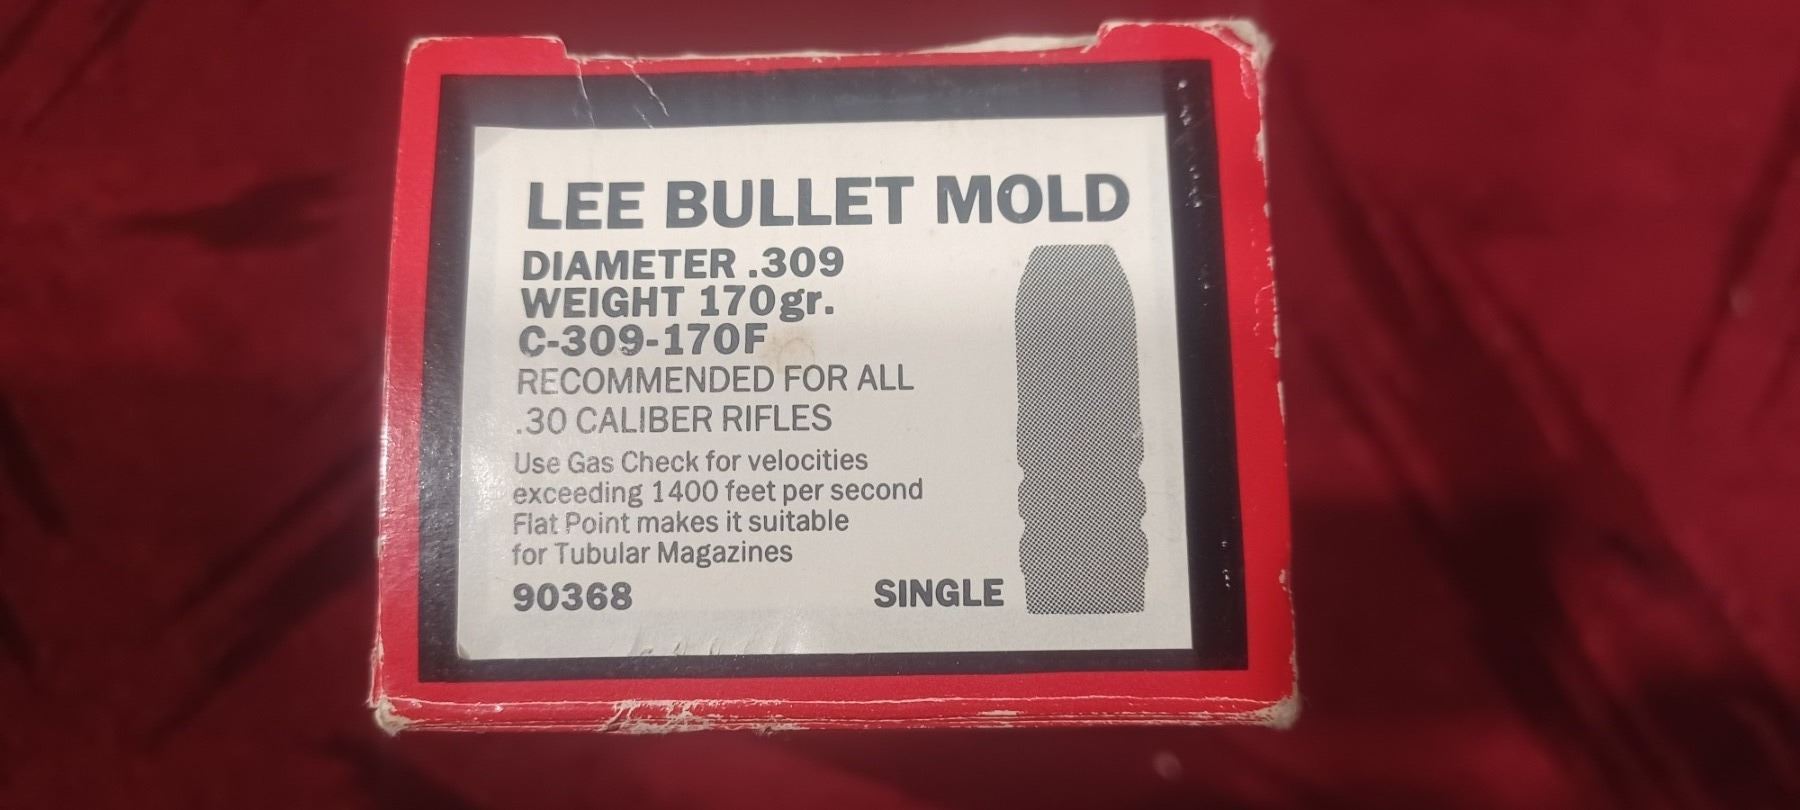 LEE BULLET MOLD
DIAMETER .309
WEIGHT 170gr.
C-309-170F
RECOMMENDED FOR ALL
.30 CALIBER RIFLES
Use Gas Check for velocities
exceeding 1400 feet per second
Flat Point makes it suitable
for Tubular Magazines
90368 SINGLE